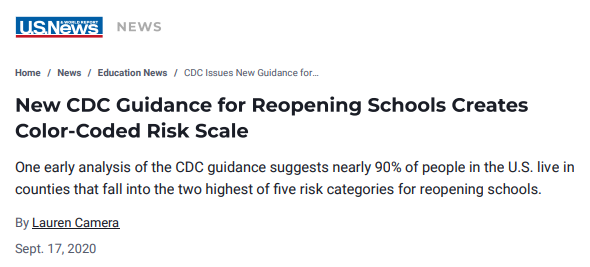 U.S.News & WORLD REPORT NEWS
Home / News / Education News / CDC Issues New Guidance for…
New CDC Guidance for Reopening Schools Creates
Color-Coded Risk Scale
One early analysis of the CDC guidance suggests nearly 90% of people in the U.S. live in
counties that fall into the two highest of five risk categories for reopening schools.
By Lauren Camera
Sept. 17, 2020